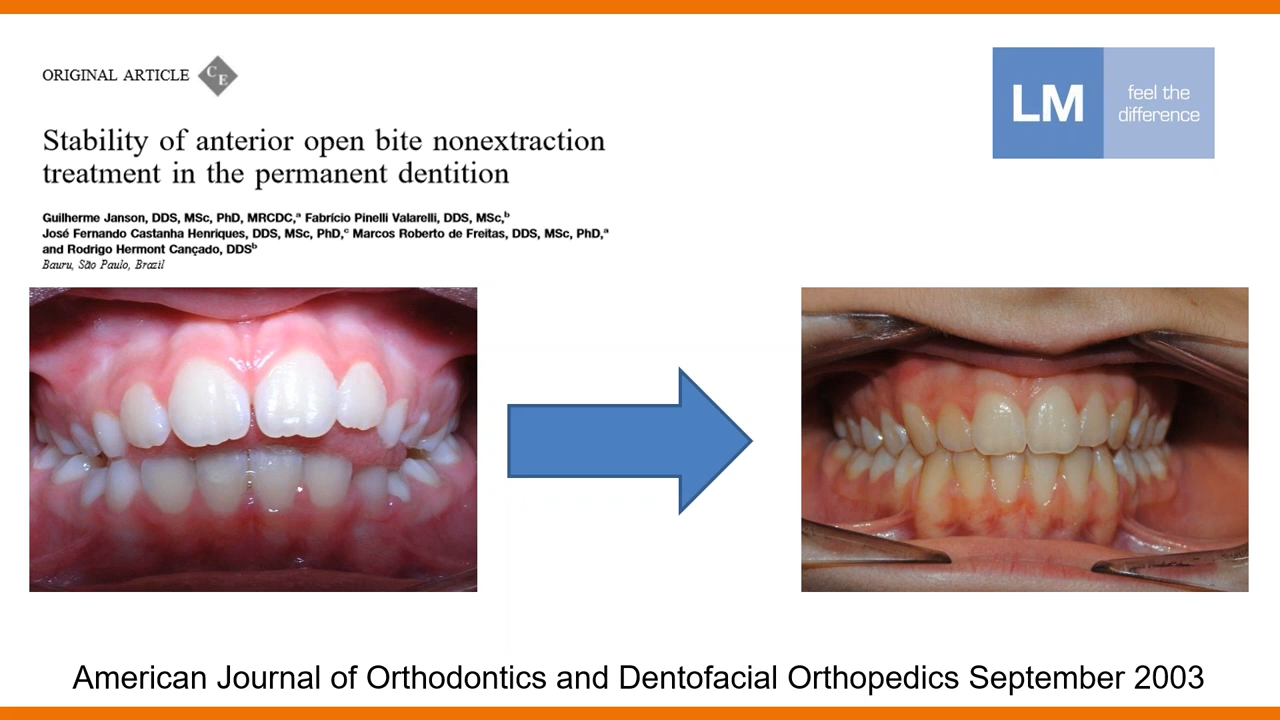 ORIGINAL ARTICLE CE
LM
feel the
difference
Stability of anterior open bite nonextraction
treatment in the permanent dentition
Guilherme Janson, DDS, MSc, PhD, MRCDC,ª Fabrício Pinelli Valarelli, DDS, MSc,ᵇ
José Fernando Castanha Henriques, DDS, MSc, PhD,ᶜ Marcos Roberto de Freitas, DDS, MSc, PhD,ª
and Rodrigo Hermont Cançado, DDSᵇ
Bauru, São Paulo, Brazil
American Journal of Orthodontics and Dentofacial Orthopedics September 2003